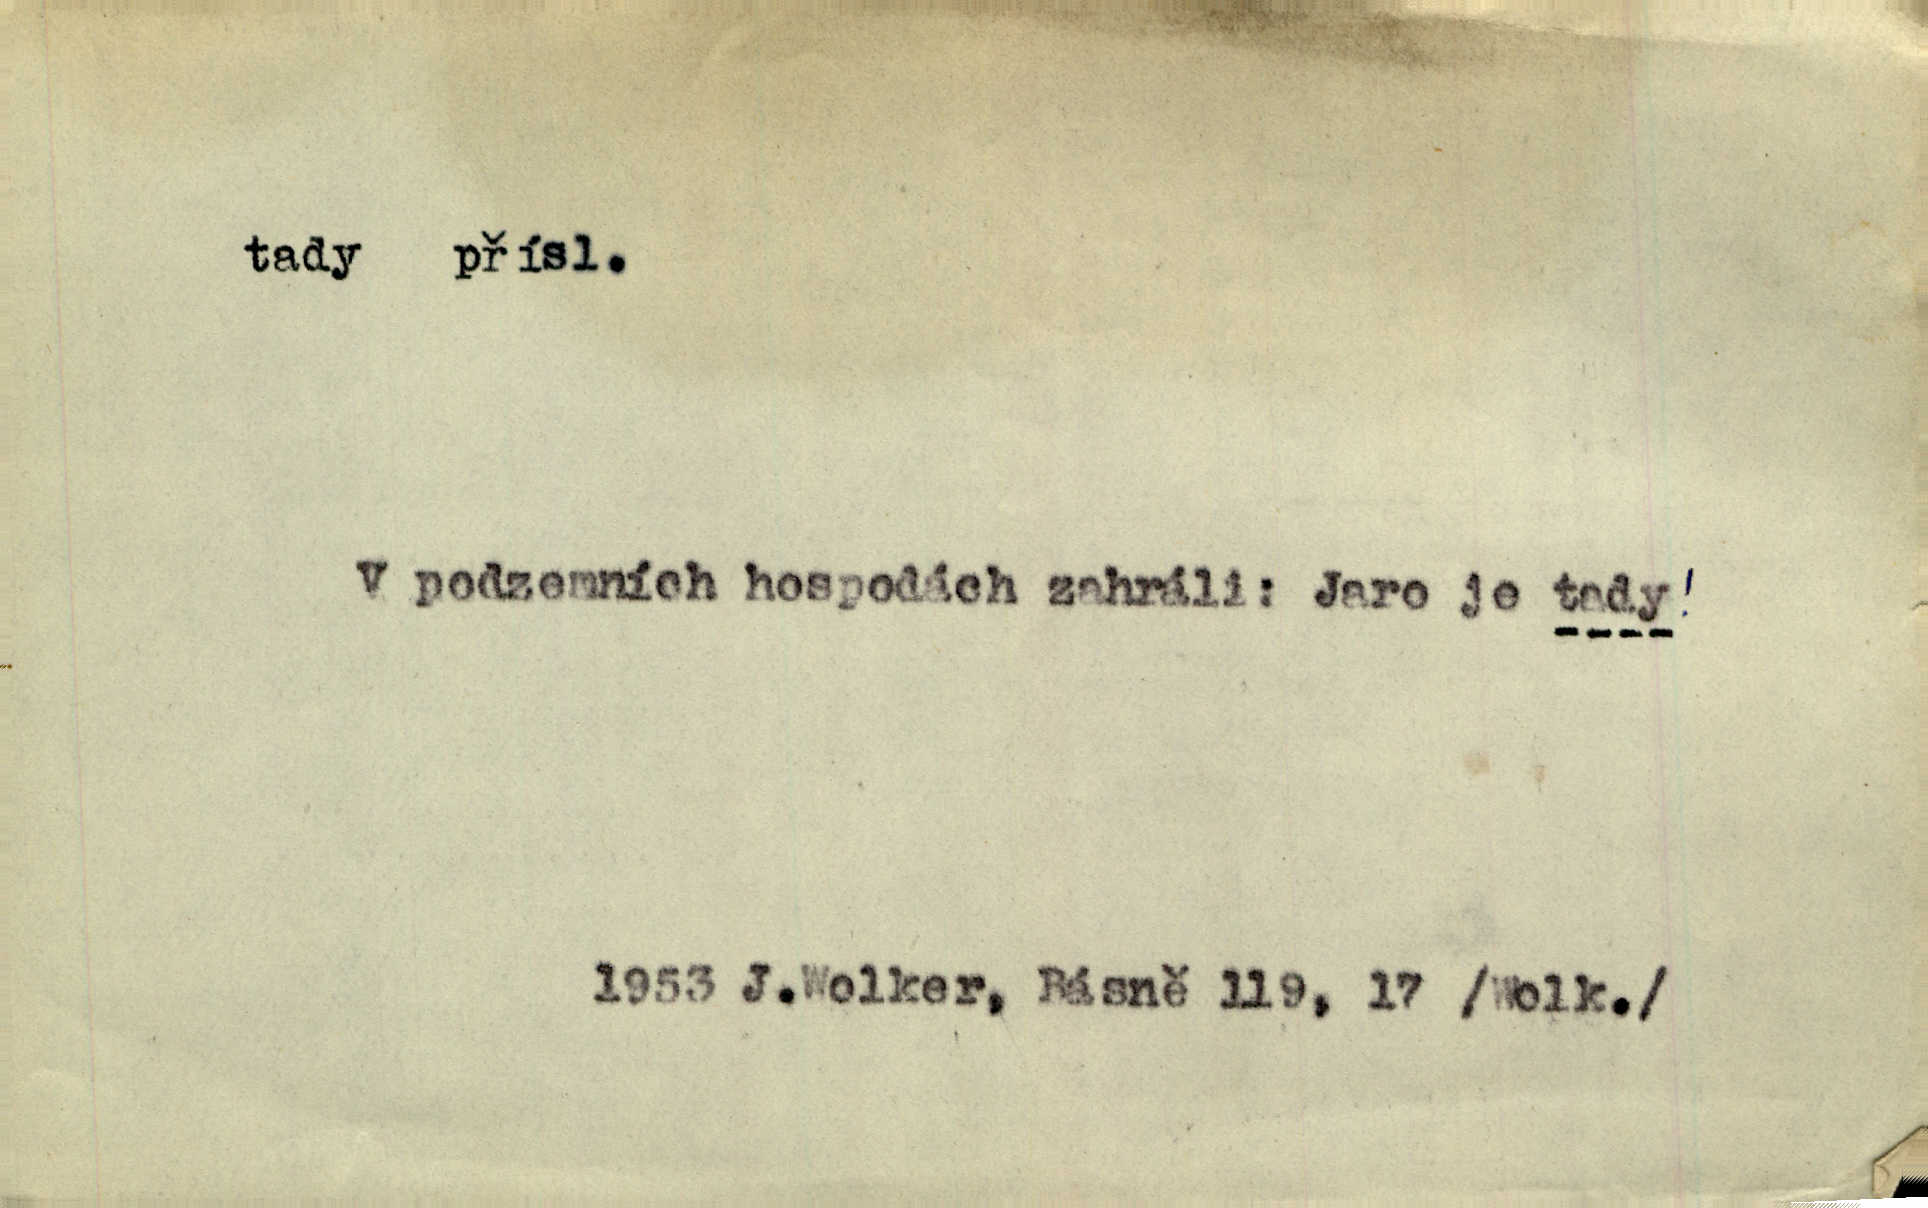 tady přísl.
V podzemních hospodách zahráli: Jaro je tady!
1953 J.Wolker, Básně 119, 17 /Wolk./